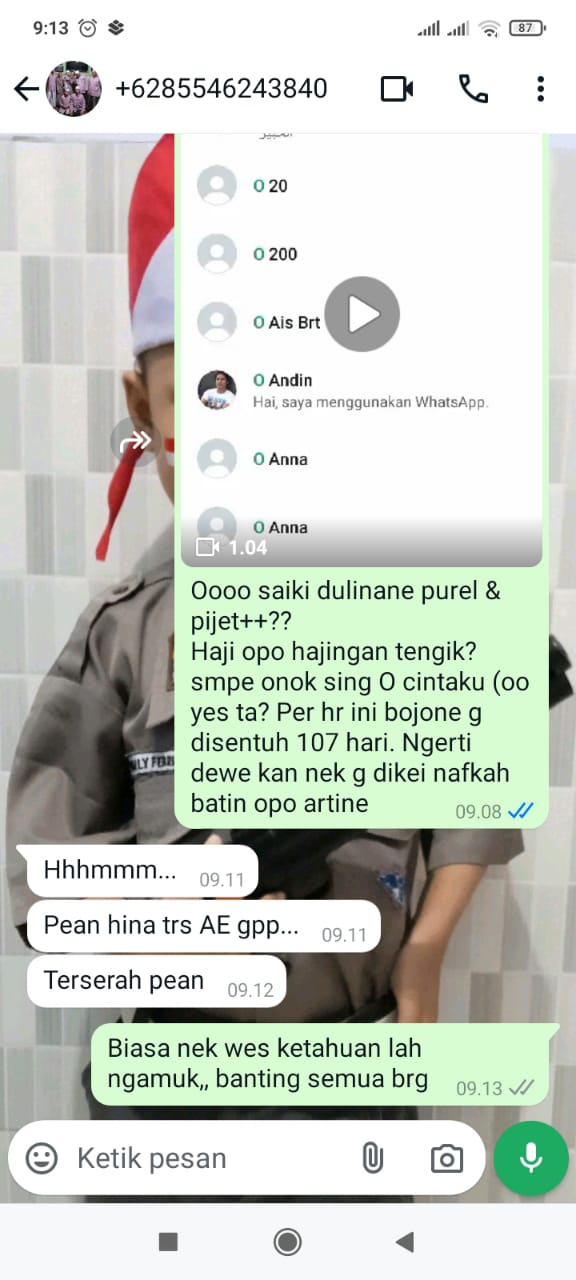 9:13
87
+6285546243840
O 20
O 200
O Ais Brt
O Andin
Hai, saya menggunakan WhatsApp.
O Anna
O Anna
1.04
Oooo saiki dulinane purel &
pijet++??
Haji opo hajingan tengik?
smpe onok sing O cintaku (oo
yes ta? Per hr ini bojone g
disentuh 107 hari. Ngerti
dewe kan nek g dikei nafkah
batin opo artine
09.08
Hhhmmm...
09.11
Pean hina trs AE gpp...
09.11
Terserah pean
09.12
Biasa nek wes ketahuan lah
ngamuk,, banting semua brg
09.13
Ketik pesan